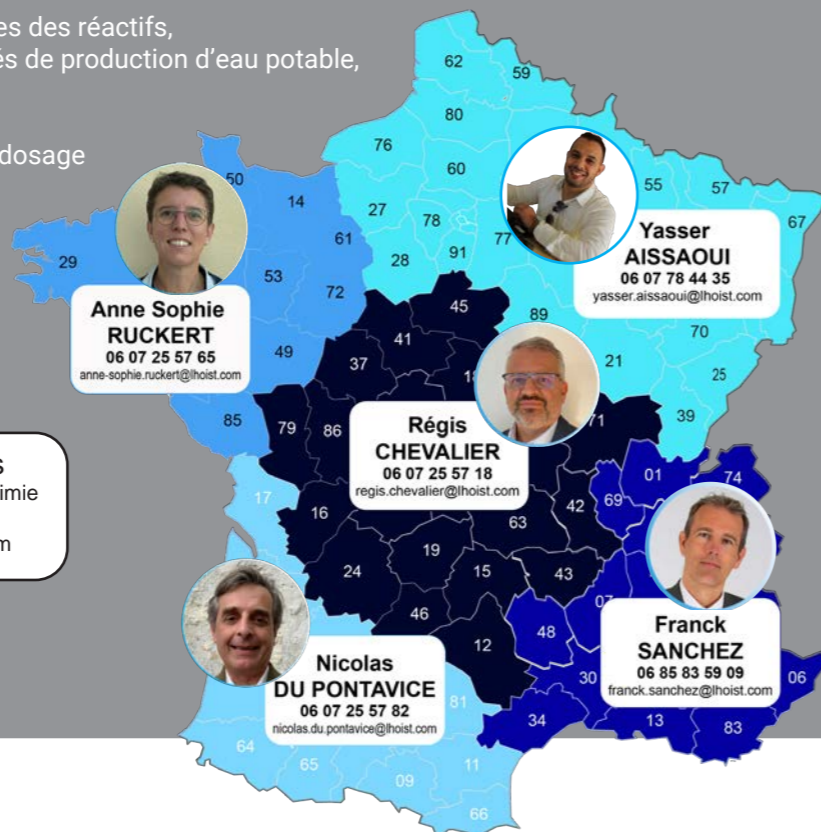 es des réactifs,
és de production d'eau potable,
dosage
62
59
80
76
60
55
57
67
27
78
77
91
28
50
14
61
29
53
72
Yasser
AISSAOUI
06 07 78 44 35
yasser.aissaoui@lhoist.com
Anne Sophie
RUCKERT
06 07 25 57 65
anne-sophie.ruckert@lhoist.com
45
41
89
70
37
21
25
49
39
85
79
86
71
Régis
CHEVALIER
06 07 25 57 18
regis.chevalier@lhoist.com
S
imie
m
17
01
74
69
42
16
63
19
24
15
43
46
48
12
Franck
SANCHEZ
06 85 83 59 09
franck.sanchez@lhoist.com
30
06
34
13
83
Nicolas
DU PONTAVICE
06 07 25 57 82
nicolas.du.pontavice@lhoist.com
81
64
65
11
09
66